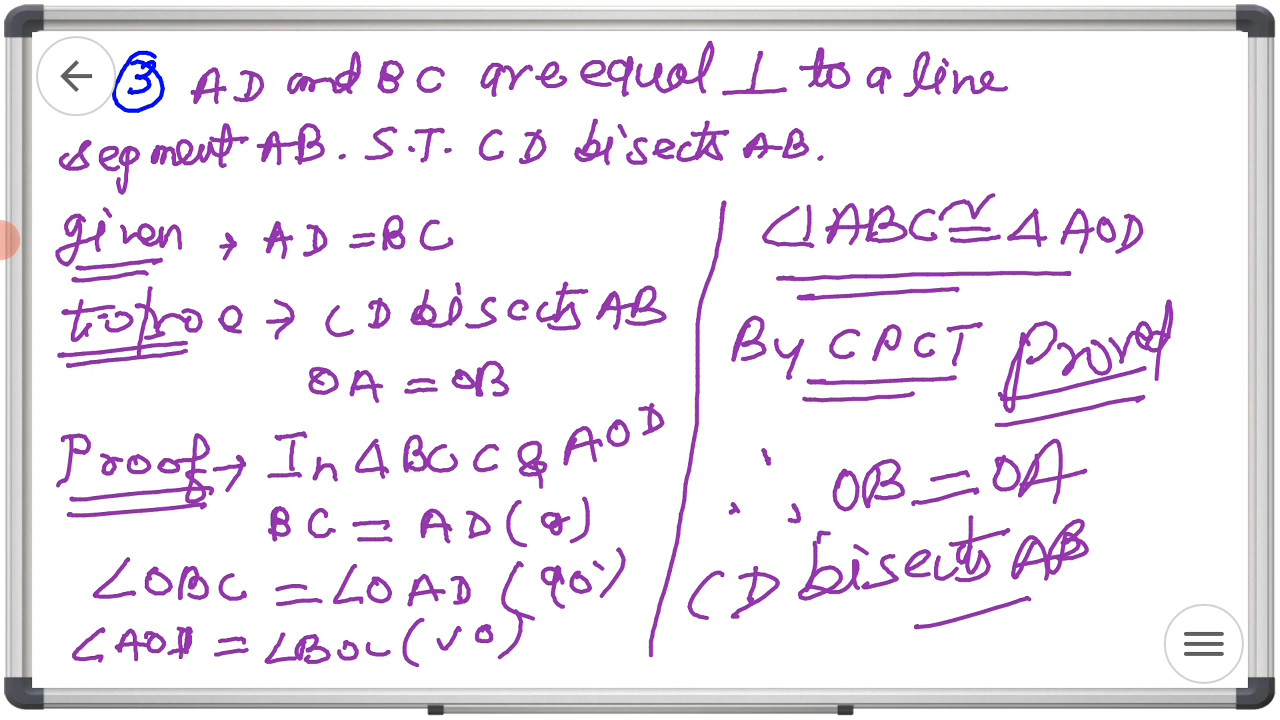 ③ AD and BC are equal ⊥ to a line
segment AB. S.T. CD bisects AB.
given → AD = BC
to proe → CD bisects AB
OA = OB
Proof → In Δ BOC & AOD
BC = AD (g)
∠OBC = ∠OAD (90°)
∠AOD = ∠BOC (VO)
Δ ABC ≅ Δ AOD
By CPCT Proved
∴ OB = OA
CD bisects AB